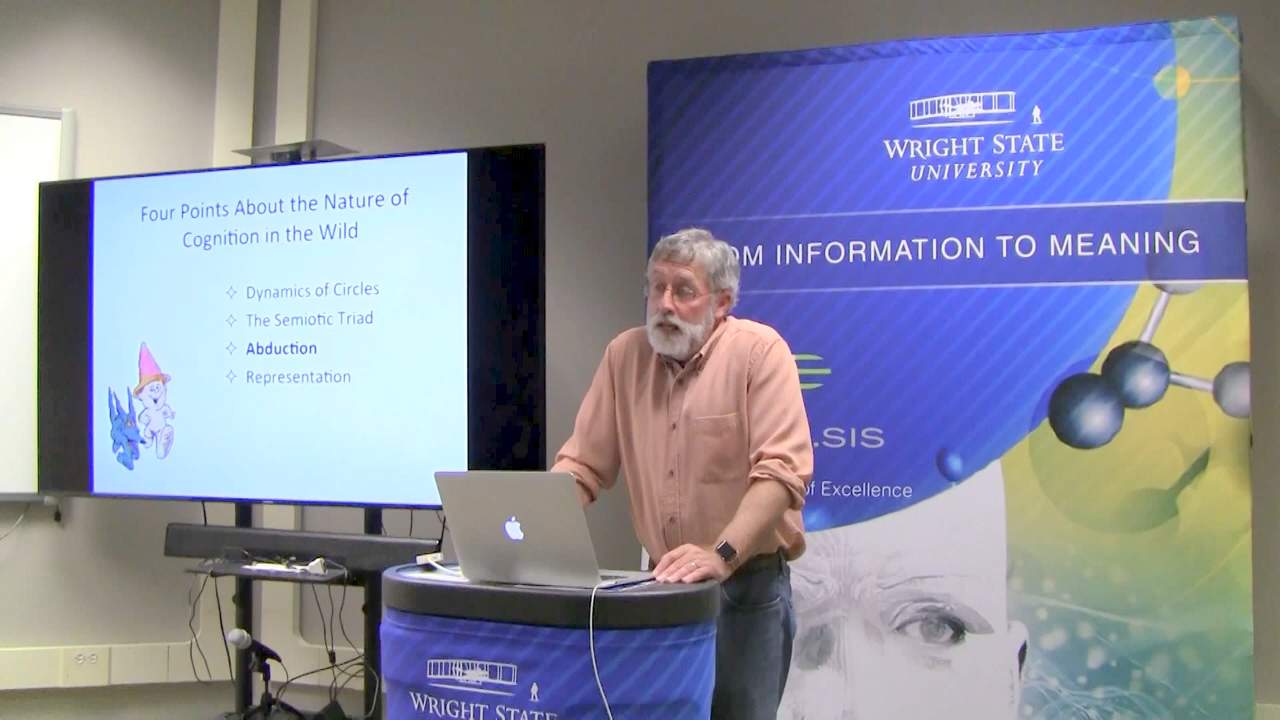 Four Points About the Nature of
Cognition in the Wild
✧ Dynamics of Circles
✧ The Semiotic Triad
✧ Abduction
✧ Representation
WRIGHT STATE
UNIVERSITY
OM INFORMATION TO MEANING
.SIS
of Excellence
WRIGHT STATE